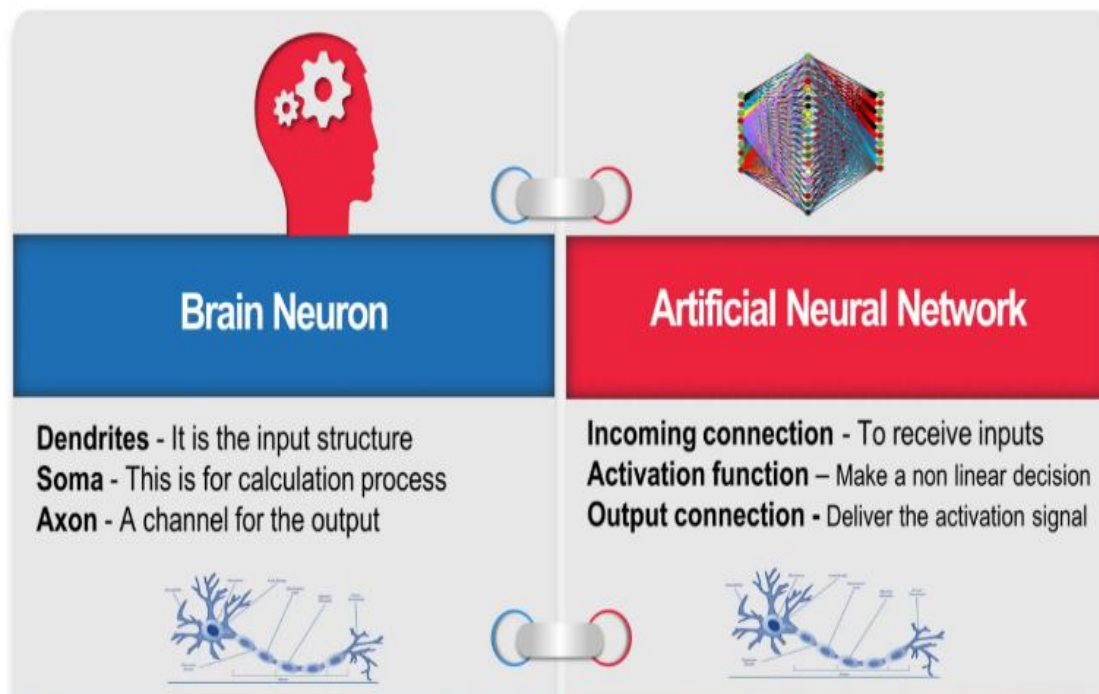 Brain Neuron
Dendrites - It is the input structure
Soma - This is for calculation process
Axon - A channel for the output
Artificial Neural Network
Incoming connection - To receive inputs
Activation function – Make a non linear decision
Output connection - Deliver the activation signal